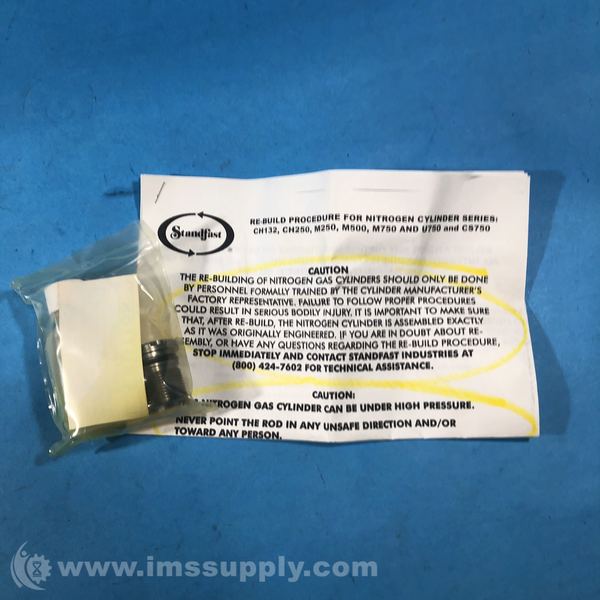 Standfast
RE-BUILD PROCEDURE FOR NITROGEN CYLINDER SERIES:
CH132, CH250, M250, M500, M750 AND U750 and CS750
CAUTION
THE RE-BUILDING OF NITROGEN GAS CYLINDERS SHOULD ONLY BE DONE
BY PERSONNEL FORMALLY TRAINED BY THE CYLINDER MANUFACTURER'S
FACTORY REPRESENTATIVE. FAILURE TO FOLLOW PROPER PROCEDURES
COULD RESULT IN SERIOUS BODILY INJURY. IT IS IMPORTANT TO MAKE SURE
THAT, AFTER RE-BUILD, THE NITROGEN CYLINDER IS ASSEMBLED EXACTLY
AS IT WAS ORIGINALLY ENGINEERED. IF YOU ARE IN DOUBT ABOUT RE-
EMBLY, OR HAVE ANY QUESTIONS REGARDING THE RE-BUILD PROCEDURE,
STOP IMMEDIATELY AND CONTACT STANDFAST INDUSTRIES AT
(800) 424-7602 FOR TECHNICAL ASSISTANCE.
CAUTION:
NITROGEN GAS CYLINDER CAN BE UNDER HIGH PRESSURE.
NEVER POINT THE ROD IN ANY UNSAFE DIRECTION AND/OR
TOWARD ANY PERSON.
www.imssupply.com